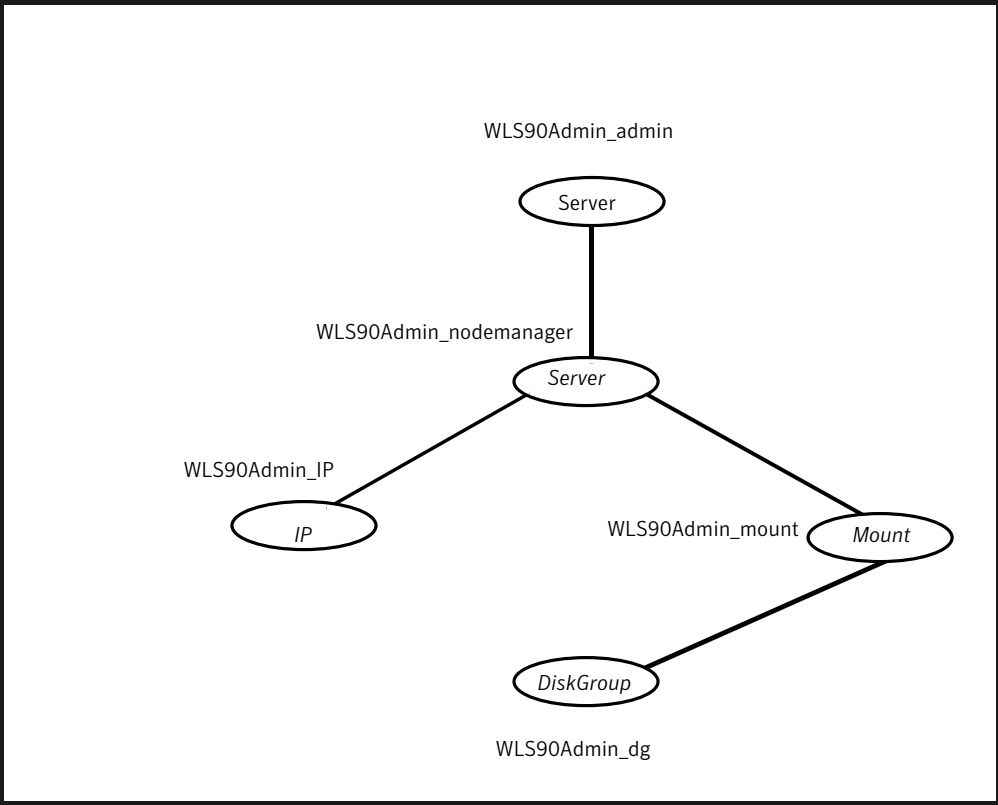 WLS90Admin_admin
Server
WLS90Admin_nodemanager
Server
WLS90Admin_IP
IP
WLS90Admin_mount
Mount
DiskGroup
WLS90Admin_dg